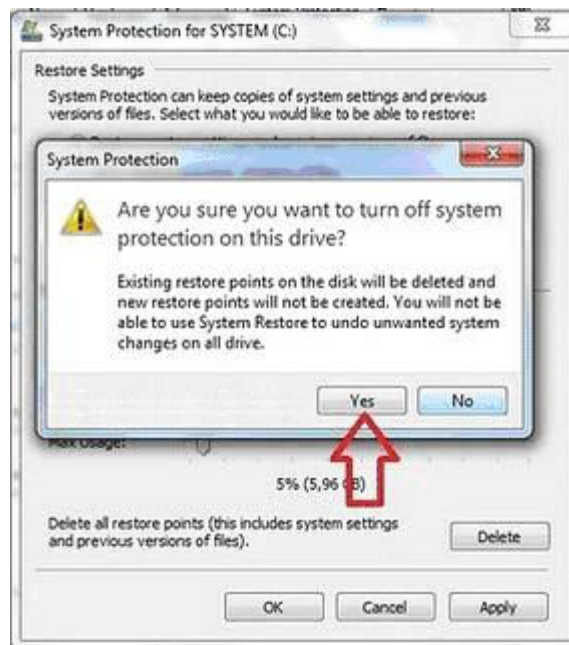 System Protection for SYSTEM (C:)
Restore Settings
System Protection can keep copies of system settings and previous
versions of files. Select what you would like to be able to restore:
System Protection
Are you sure you want to turn off system
protection on this drive?
Existing restore points on the disk will be deleted and
new restore points will not be created. You will not be
able to use System Restore to undo unwanted system
changes on all drive.
Yes No
Max Usage:
5% (5,96 GB)
Delete all restore points (this includes system settings
and previous versions of files).
Delete
OK Cancel Apply